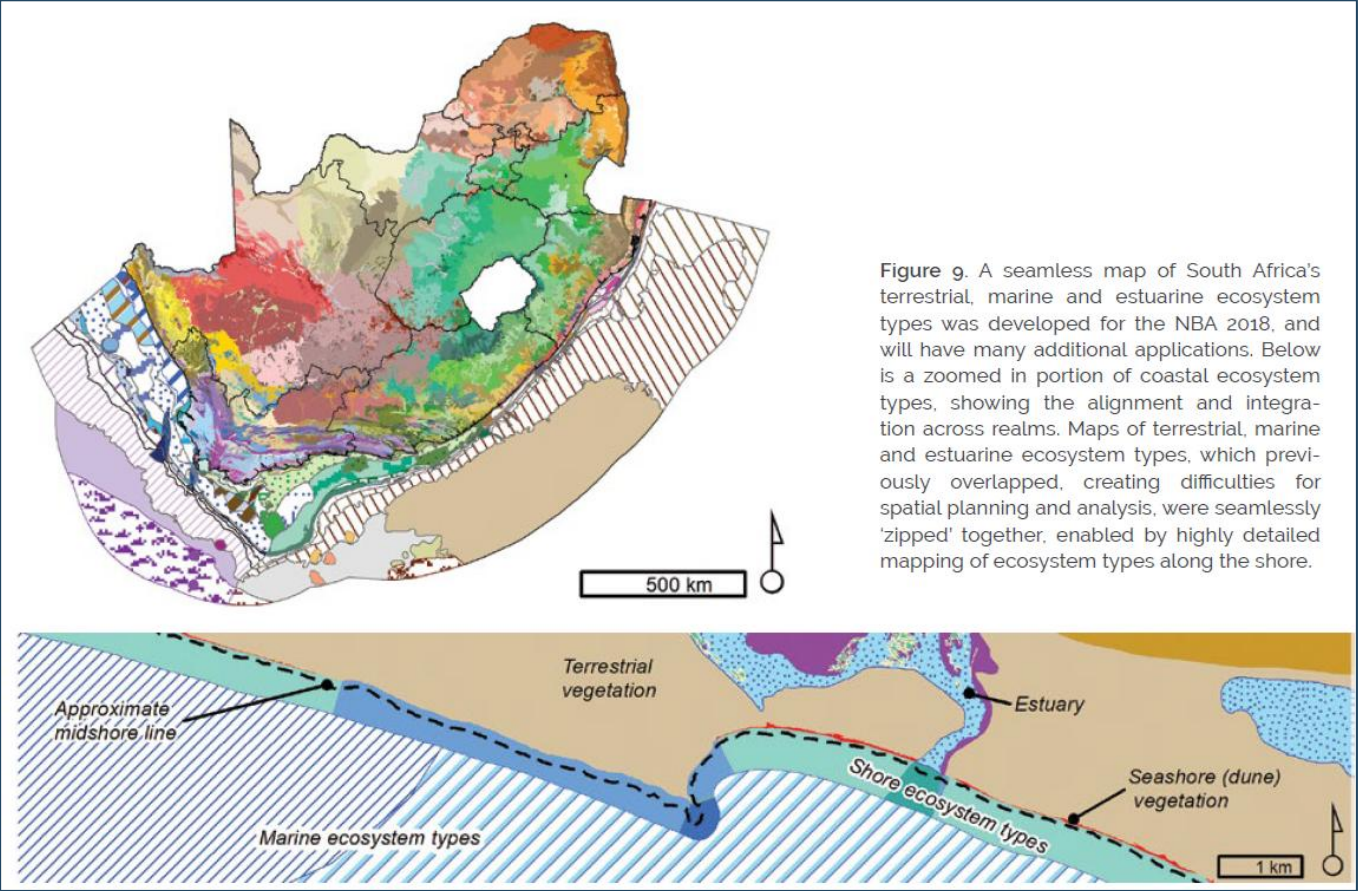 Figure 9. A seamless map of South Africa's
terrestrial, marine and estuarine ecosystem
types was developed for the NBA 2018, and
will have many additional applications. Below
is a zoomed in portion of coastal ecosystem
types, showing the alignment and integra-
tion across realms. Maps of terrestrial, marine
and estuarine ecosystem types, which previ-
ously overlapped, creating difficulties for
spatial planning and analysis, were seamlessly
'zipped' together, enabled by highly detailed
mapping of ecosystem types along the shore.
500 km
Terrestrial
vegetation
Approximate
midshore line
Estuary
Shore ecosystem types
Seashore (dune)
vegetation
Marine ecosystem types
1 km